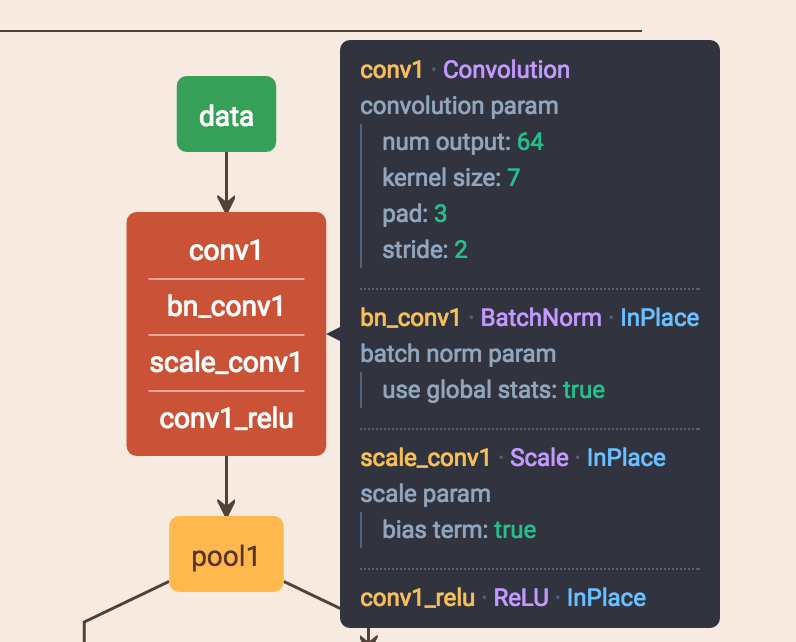 data
conv1
bn_conv1
scale_conv1
conv1_relu
pool1
conv1 · Convolution
convolution param
num output: 64
kernel size: 7
pad: 3
stride: 2
bn_conv1 · BatchNorm · InPlace
batch norm param
use global stats: true
scale_conv1 · Scale · InPlace
scale param
bias term: true
conv1_relu · ReLU · InPlace